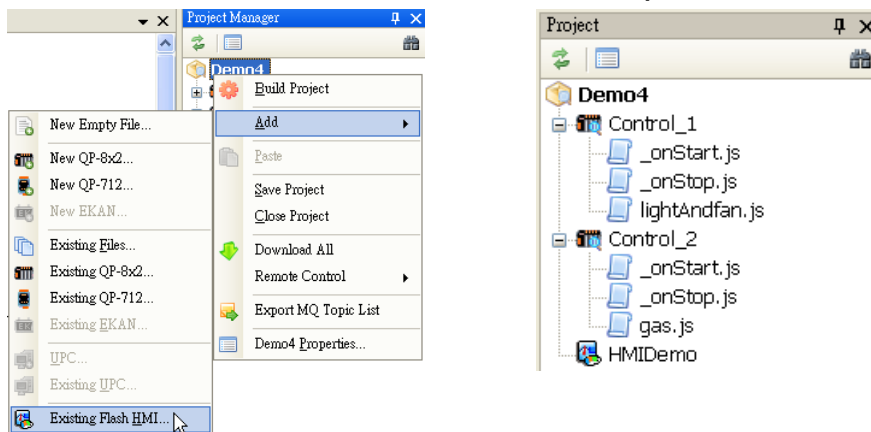 Project Manager
Demo4
Build Project
Add
Paste
Save Project
Close Project
Download All
Remote Control
Export MQ Topic List
Demo4 Properties...
New Empty File...
New QP-8x2...
New QP-712...
New EKAN...
Existing Files...
Existing QP-8x2...
Existing QP-712...
Existing EKAN...
UPC...
Existing UPC...
Existing Flash HMI...
Project
Demo4
Control_1
_onStart.js
_onStop.js
lightAndfan.js
Control_2
_onStart.js
_onStop.js
gas.js
HMIDemo